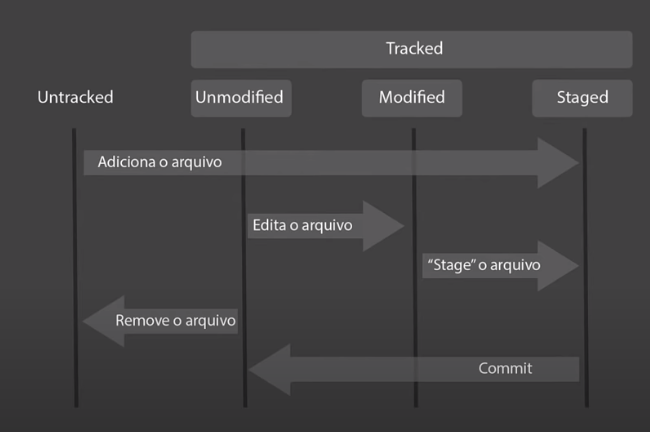 Tracked
Untracked
Unmodified
Modified
Staged
Adiciona o arquivo
Edita o arquivo
“Stage” o arquivo
Remove o arquivo
Commit